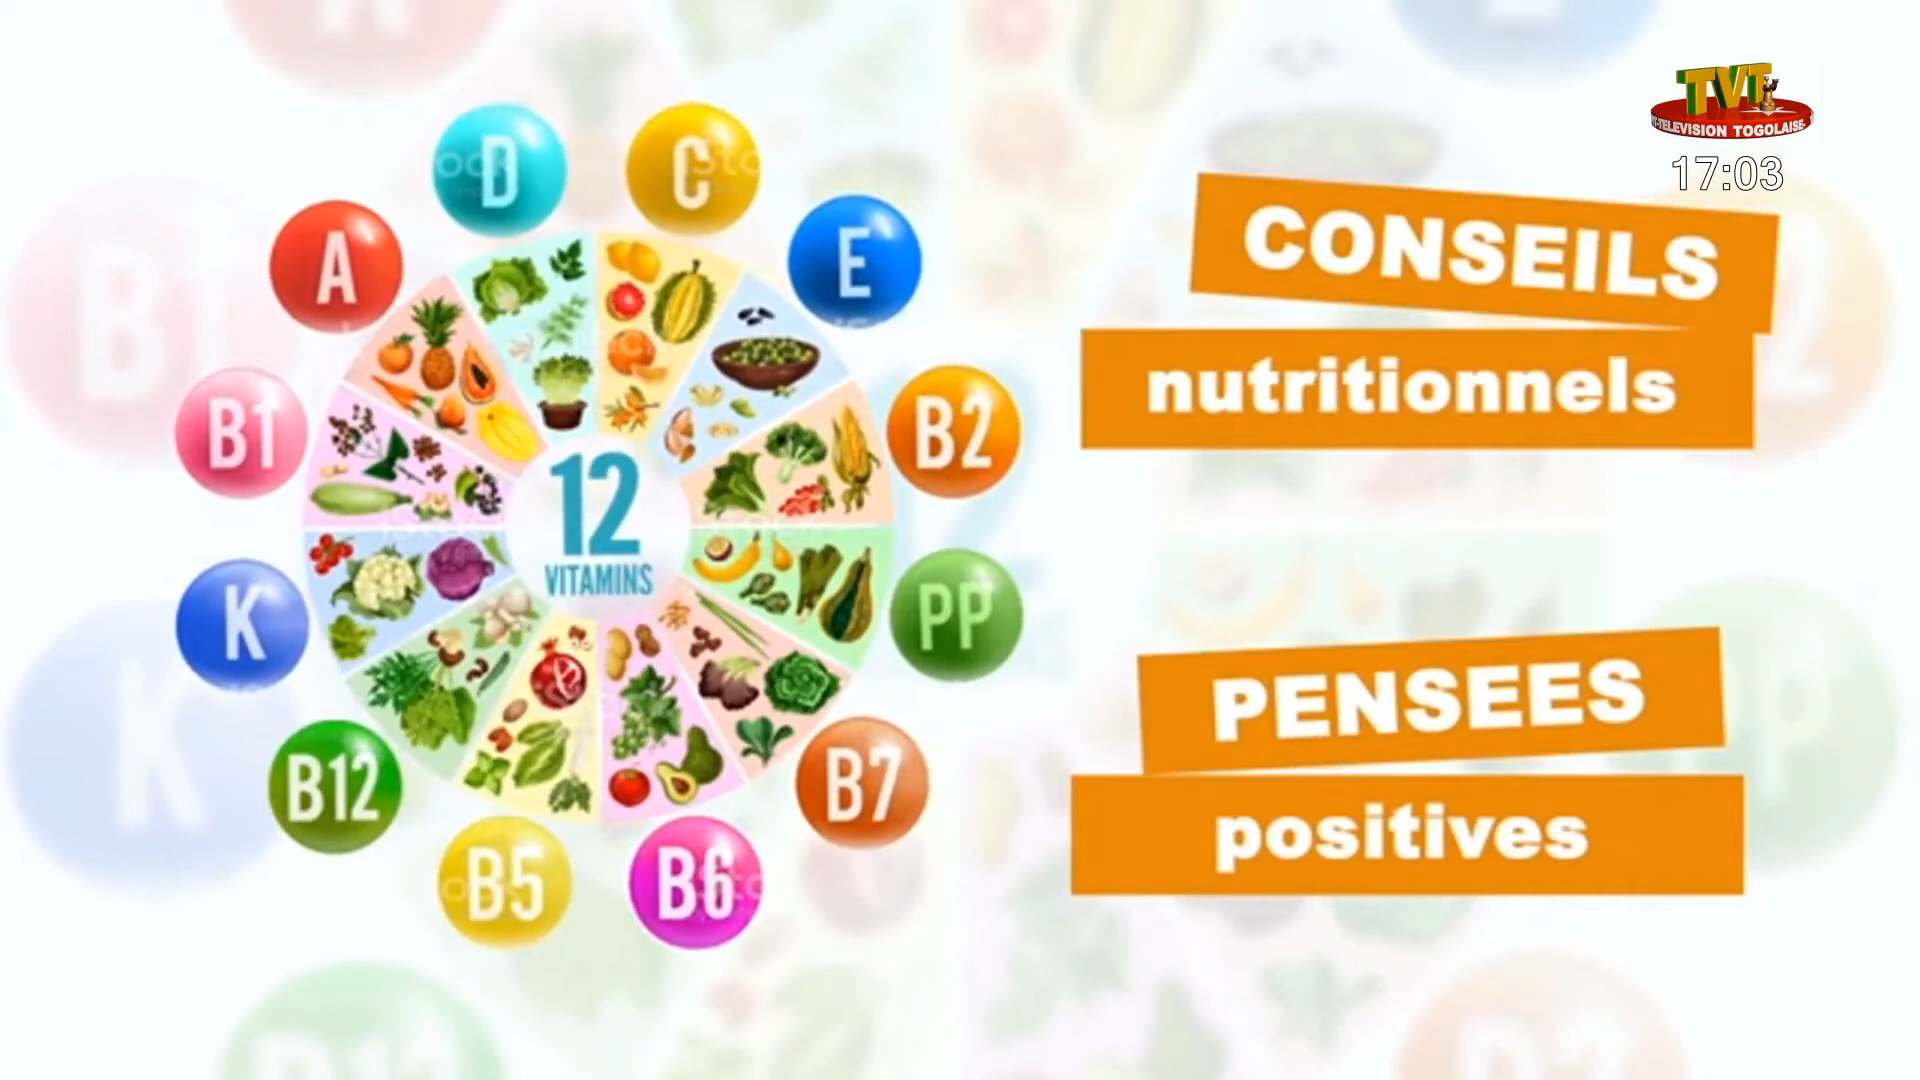 TVT
TELEVISION TOGOLAISE
17:03
D
C
A
E
B1
B2
12
VITAMINS
K
PP
B12
B7
B5
B6
CONSEILS
nutritionnels
PENSEES
positives